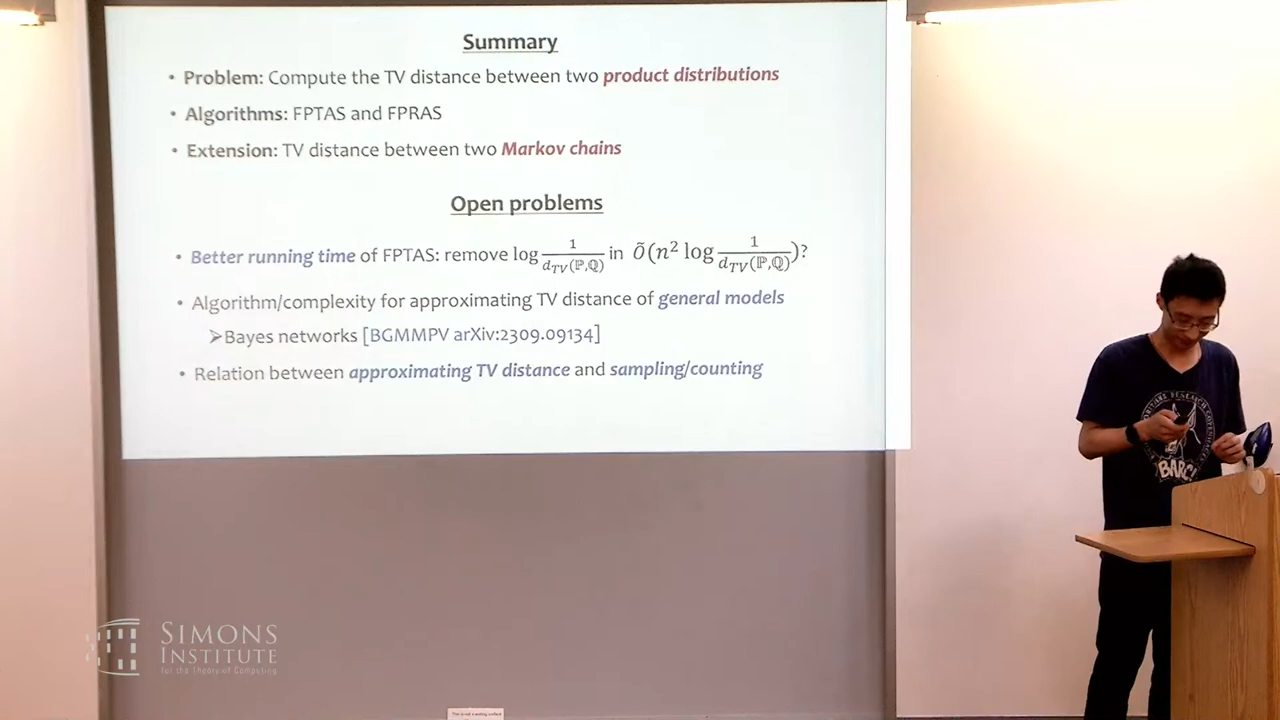 Summary
• Problem: Compute the TV distance between two product distributions
• Algorithms: FPTAS and FPRAS
• Extension: TV distance between two Markov chains
Open problems
• Better running time of FPTAS: remove log 1/d_TV(ℙ,ℚ) in Õ(n² log 1/d_TV(ℙ,ℚ))?
• Algorithm/complexity for approximating TV distance of general models
➢Bayes networks [BGMMPV arXiv:2309.09134]
• Relation between approximating TV distance and sampling/counting
BARC
SIMONS
INSTITUTE
for the Theory of Computing